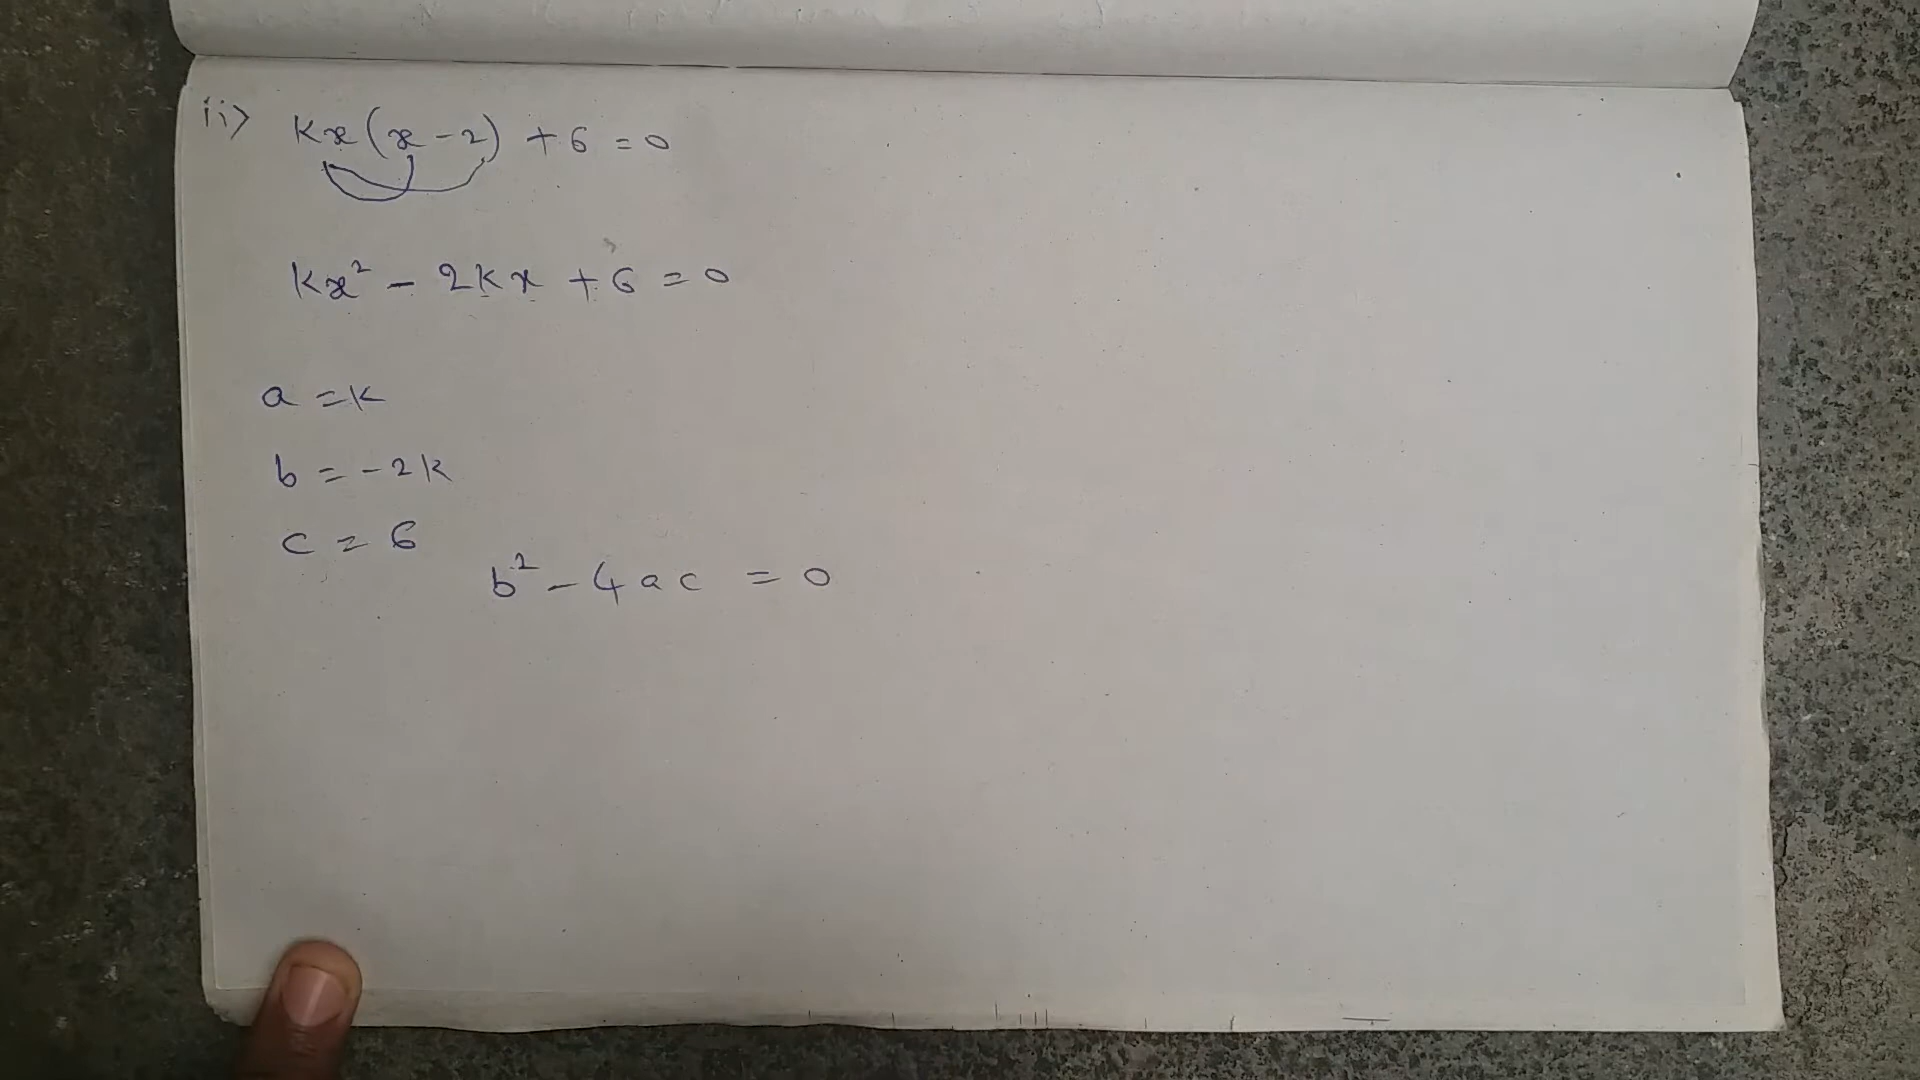 ii> kx(x-2) + 6 = 0
kx² - 2kx + 6 = 0
a = k
b = -2k
c = 6
b² - 4ac = 0